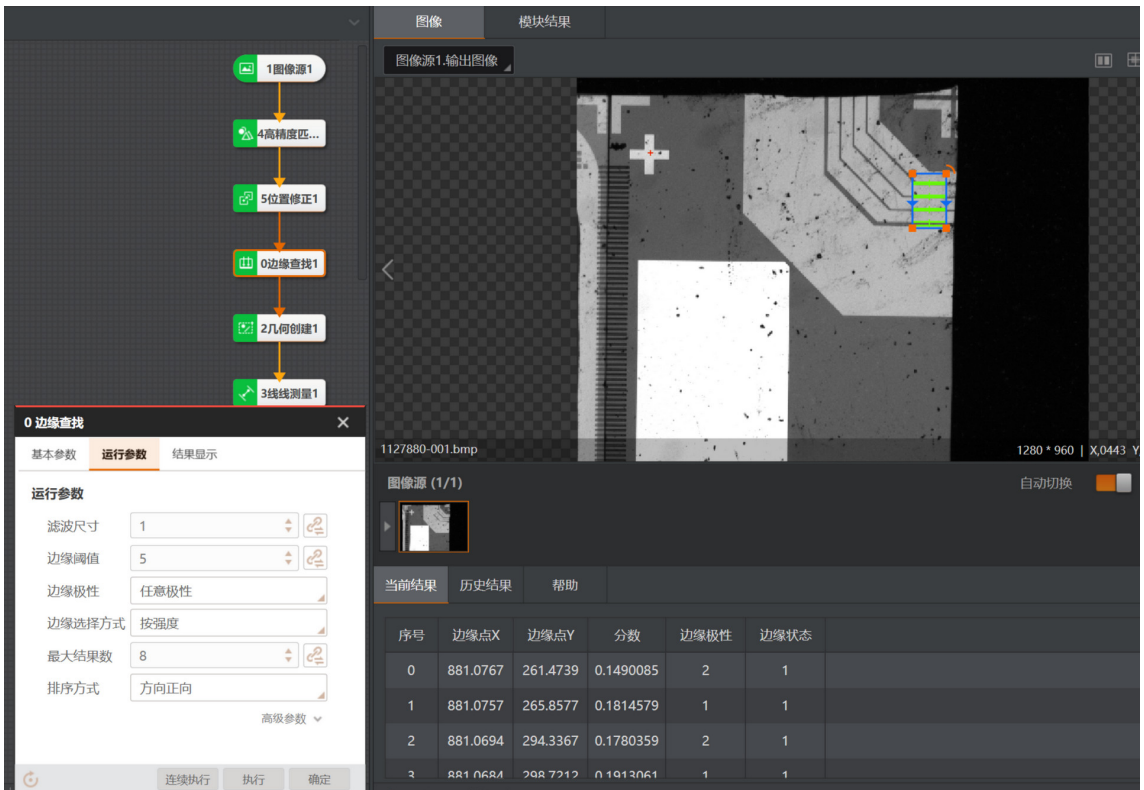 图像
模块结果
图像源1.输出图像
1图像源1
4高精度匹...
5位置修正1
0边缘查找1
2几何创建1
3线线测量1
1127880-001.bmp
1280 * 960 | X,0443 Y,
图像源 (1/1)
自动切换
0 边缘查找
基本参数 运行参数 结果显示
运行参数
滤波尺寸 1
边缘阈值 5
边缘极性 任意极性
边缘选择方式 按强度
最大结果数 8
排序方式 方向正向
高级参数
连续执行 执行 确定
当前结果 历史结果 帮助
序号 边缘点X 边缘点Y 分数 边缘极性 边缘状态
0 881.0767 261.4739 0.1490085 2 1
1 881.0757 265.8577 0.1814579 1 1
2 881.0694 294.3367 0.1780359 2 1
3 881.0684 298.7212 0.1913061 1 1